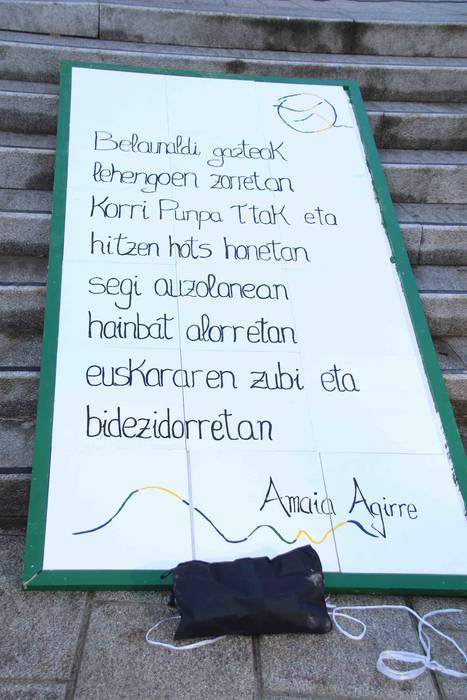 Belaunaldi gazteak
lehengoen zorretan
Korri Punpa Ttak eta
hitzen hots honetan
segi auzolanean
hainbat alorretan
euskararen zubi eta
bidezidorretan
Amaia Agirre